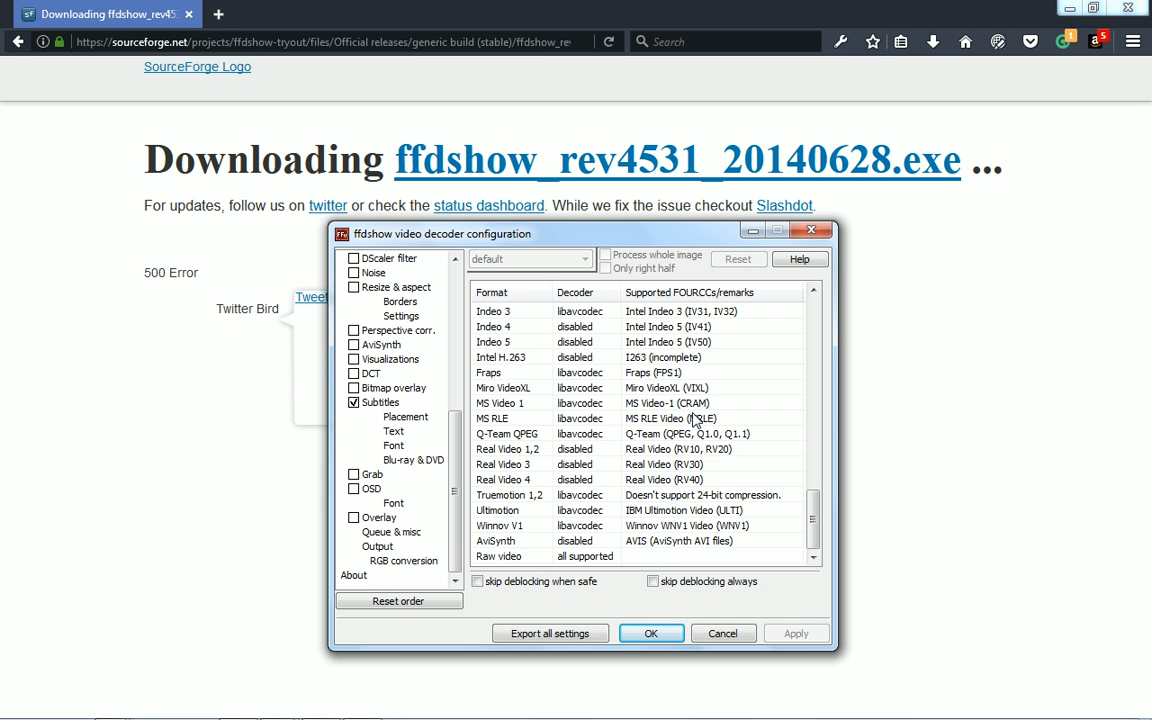 Downloading ffdshow_rev45
https://sourceforge.net/projects/ffdshow-tryout/files/Official releases/generic build (stable)/ffdshow_re
Search
1
5
SourceForge Logo
Downloading ffdshow_rev4531_20140628.exe ...
For updates, follow us on twitter or check the status dashboard. While we fix the issue checkout Slashdot.
500 Error
Twitter Bird
Tweet
ffdshow video decoder configuration
DScaler filter
Noise
Resize & aspect
Borders
Settings
Perspective corr.
AviSynth
Visualizations
DCT
Bitmap overlay
Subtitles
Placement
Text
Font
Blu-ray & DVD
Grab
OSD
Font
Overlay
Queue & misc
Output
RGB conversion
About
Reset order
default
Process whole image
Only right half
Reset
Help
Format Decoder Supported FOURCCs/remarks
Indeo 3 libavcodec Intel Indeo 3 (IV31, IV32)
Indeo 4 disabled Intel Indeo 5 (IV41)
Indeo 5 disabled Intel Indeo 5 (IV50)
Intel H.263 disabled I263 (incomplete)
Fraps libavcodec Fraps (FPS1)
Miro VideoXL libavcodec Miro VideoXL (VIXL)
MS Video 1 libavcodec MS Video-1 (CRAM)
MS RLE libavcodec MS RLE Video
Q-Team QPEG libavcodec Q-Team (QPEG, Q1.0, Q1.1)
Real Video 1,2 disabled Real Video (RV10, RV20)
Real Video 3 disabled Real Video (RV30)
Real Video 4 disabled Real Video (RV40)
Truemotion 1,2 libavcodec Doesn't support 24-bit compression.
Ultimotion libavcodec IBM Ultimotion Video (ULTI)
Winnov V1 libavcodec Winnov WNV1 Video (WNV1)
AviSynth disabled AVIS (AviSynth AVI files)
Raw video all supported
skip deblocking when safe
skip deblocking always
Export all settings
OK
Cancel
Apply